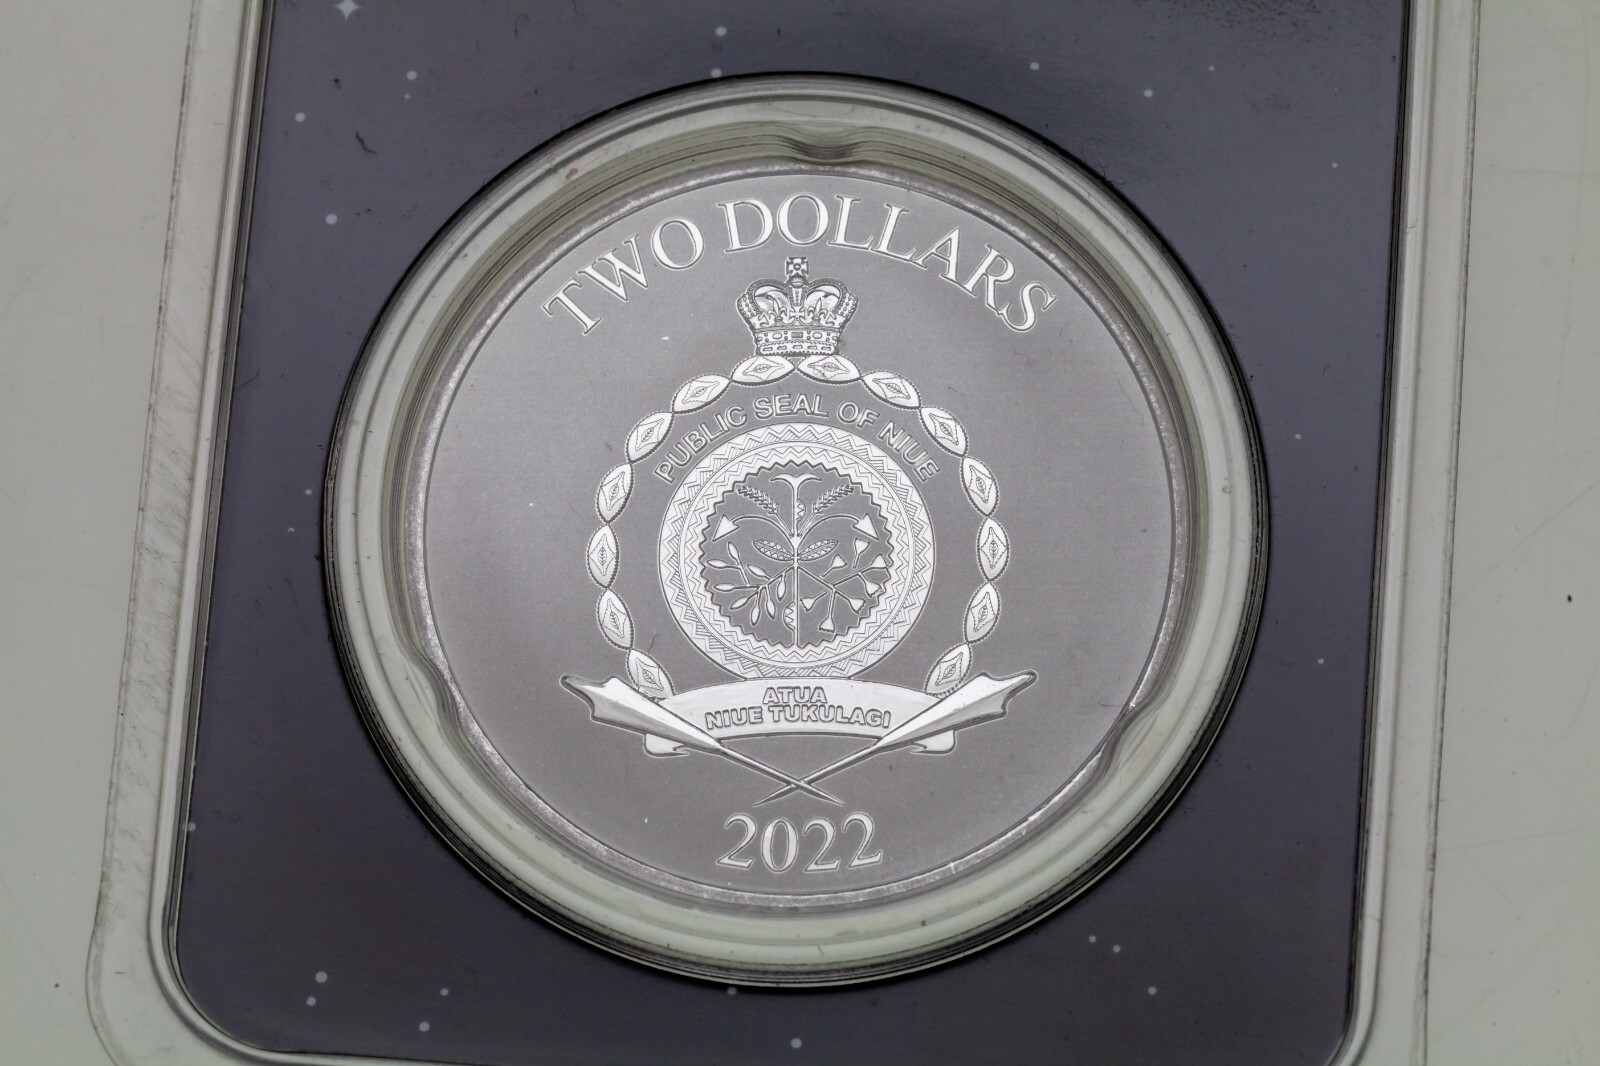 TWO DOLLARS
PUBLIC SEAL OF NIUE
ATUA
NIUE TUKULAGI
2022